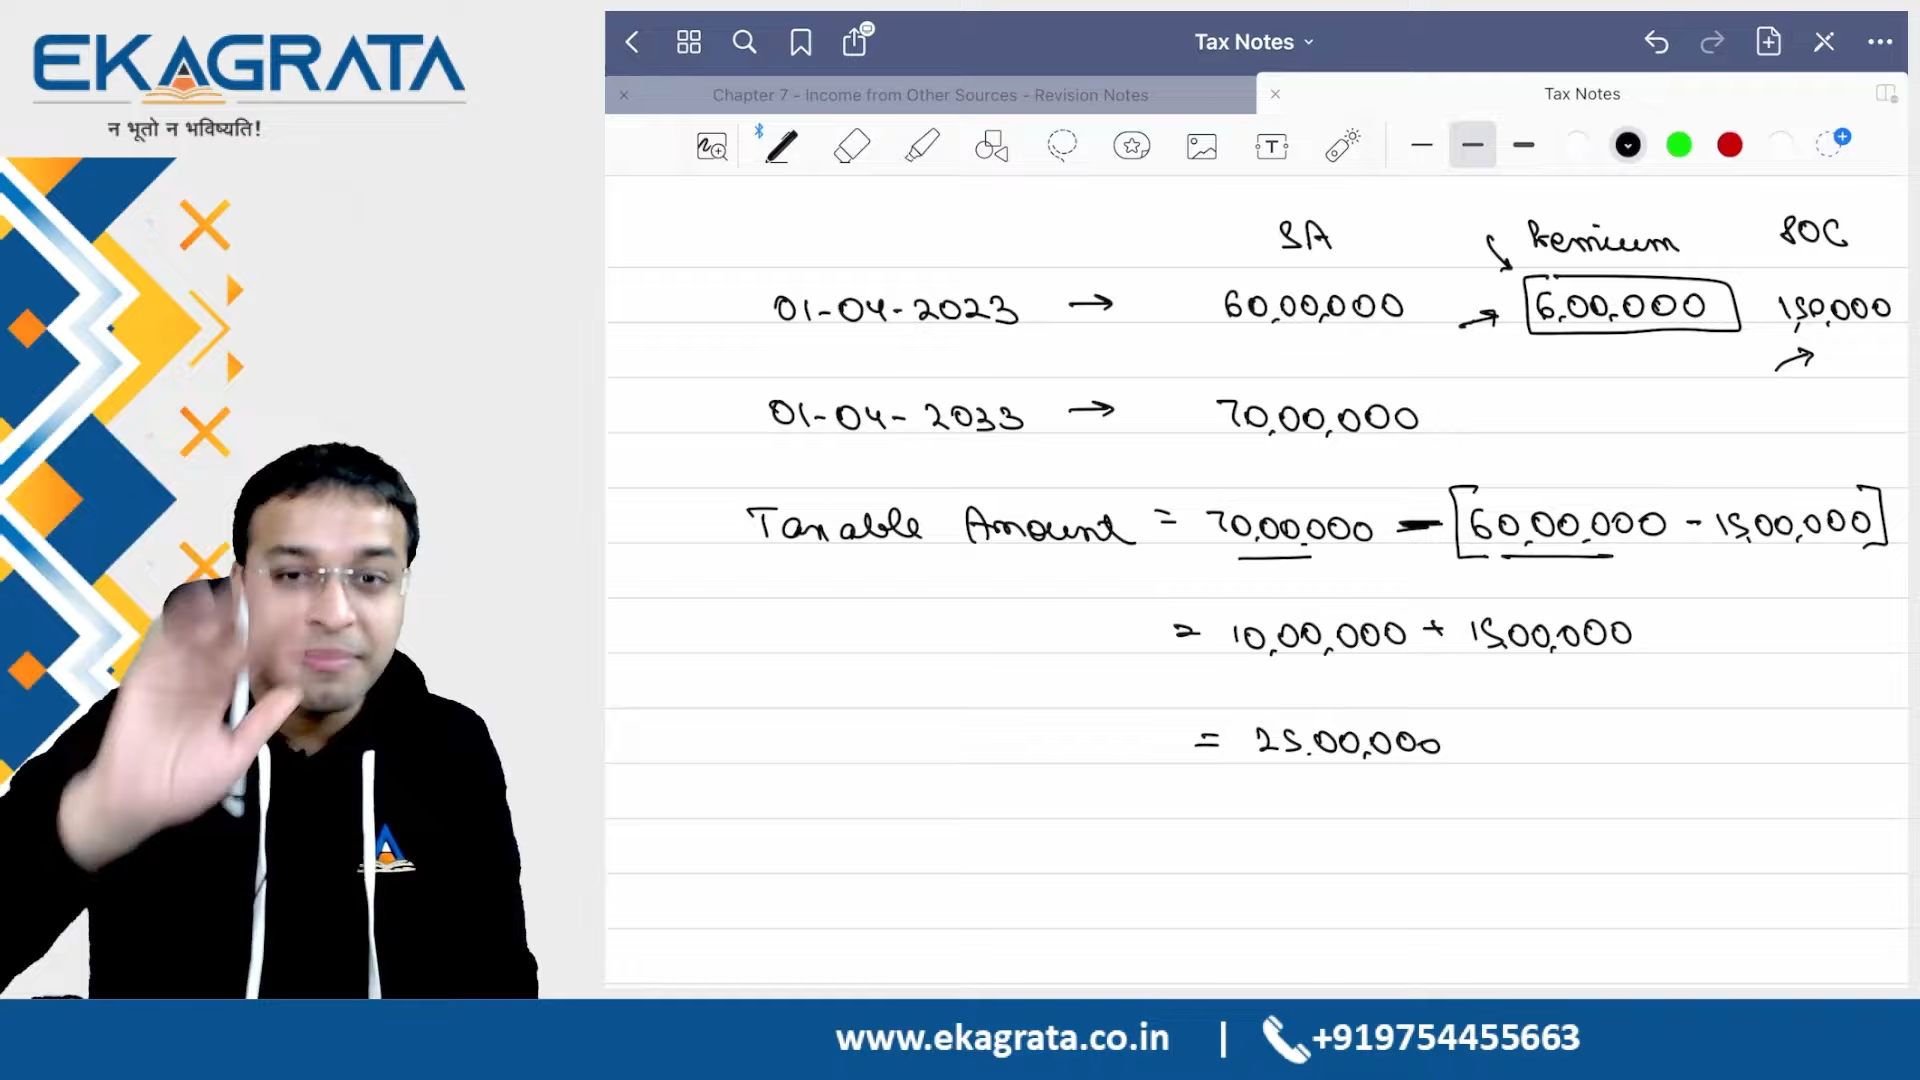 EKAGRATA
न भूतो न भविष्यति!
Tax Notes
Chapter 7 - Income from Other Sources - Revision Notes
Tax Notes
SA Premium 80C
01-04-2023 → 60,00,000 → 6,00,000 1,50,000
01-04-2033 → 70,00,000
Taxable Amount = 70,00,000 - [60,00,000 - 15,00,000]
= 10,00,000 + 15,00,000
= 25,00,000
www.ekagrata.co.in | +919754455663